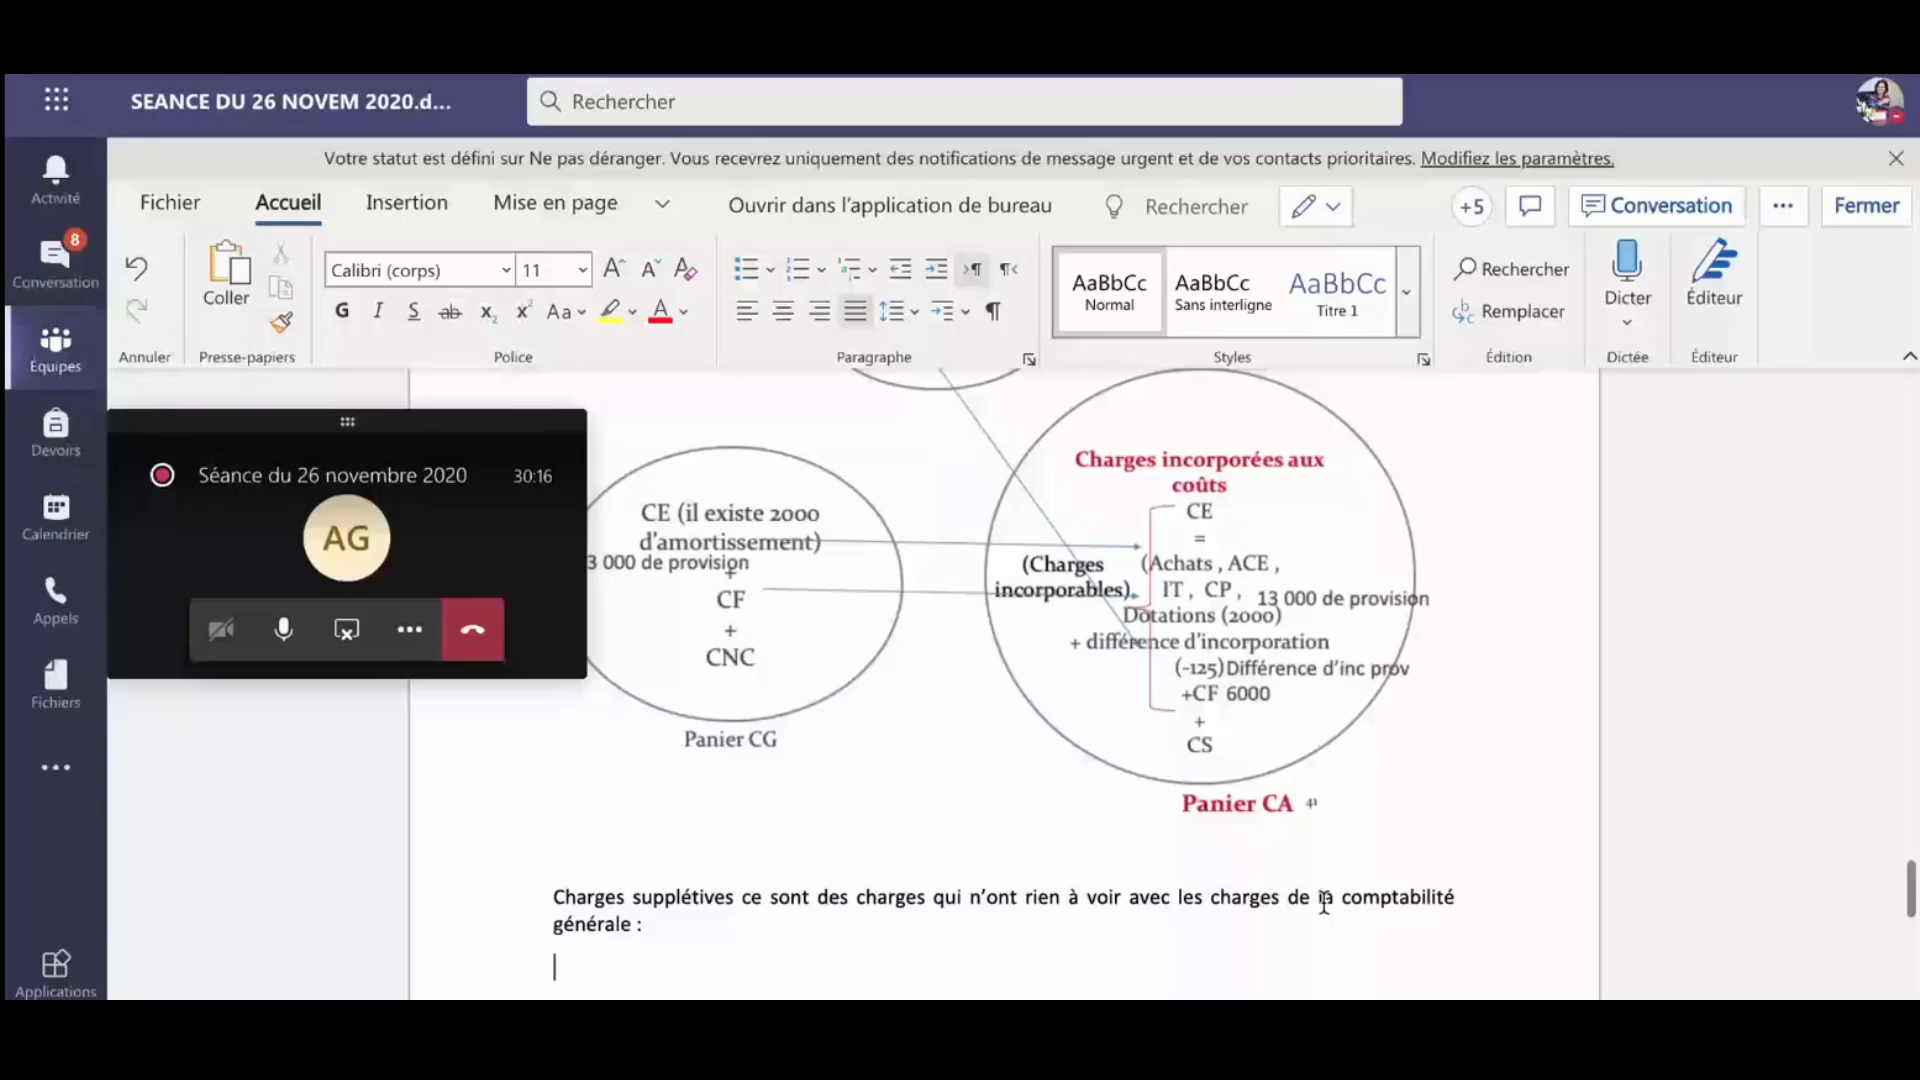 SEANCE DU 26 NOVEM 2020.d...
Rechercher
Activité
8
Conversation
Équipes
Devoirs
Calendrier
Appels
Fichiers
Applications
Votre statut est défini sur Ne pas déranger. Vous recevrez uniquement des notifications de message urgent et de vos contacts prioritaires. Modifiez les paramètres.
Fichier Accueil Insertion Mise en page Ouvrir dans l'application de bureau Rechercher +5 Conversation ... Fermer
Calibri (corps) 11
Coller
G I S ab x₂ x² Aa A
Annuler Presse-papiers Police Paragraphe
AaBbCc Normal
AaBbCc Sans interligne
AaBbCc Titre 1
Styles
Rechercher
Remplacer
Édition
Dicter
Dictée
Éditeur
Éditeur
Séance du 26 novembre 2020 30:16
AG
CE (il existe 2000
d'amortissement)
3 000 de provision
+
CF
+
CNC
Panier CG
Charges incorporées aux
coûts
CE
=
(Charges
incorporables)
(Achats , ACE ,
IT , CP , 13 000 de provision
Dotations (2000)
+ différence d'incorporation
(-125)Différence d'inc prov
+CF 6000
+
CS
Panier CA 41
Charges supplétives ce sont des charges qui n'ont rien à voir avec les charges de la comptabilité
générale :